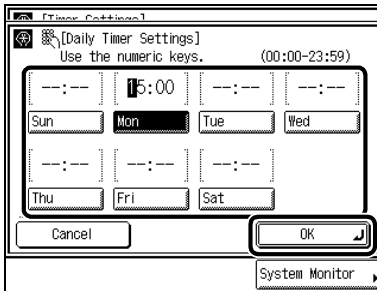 [Timer Settings]
[Daily Timer Settings]
Use the numeric keys. (00:00-23:59)
--:-- 15:00 --:-- --:--
Sun Mon Tue Wed
--:-- --:-- --:--
Thu Fri Sat
Cancel OK
System Monitor